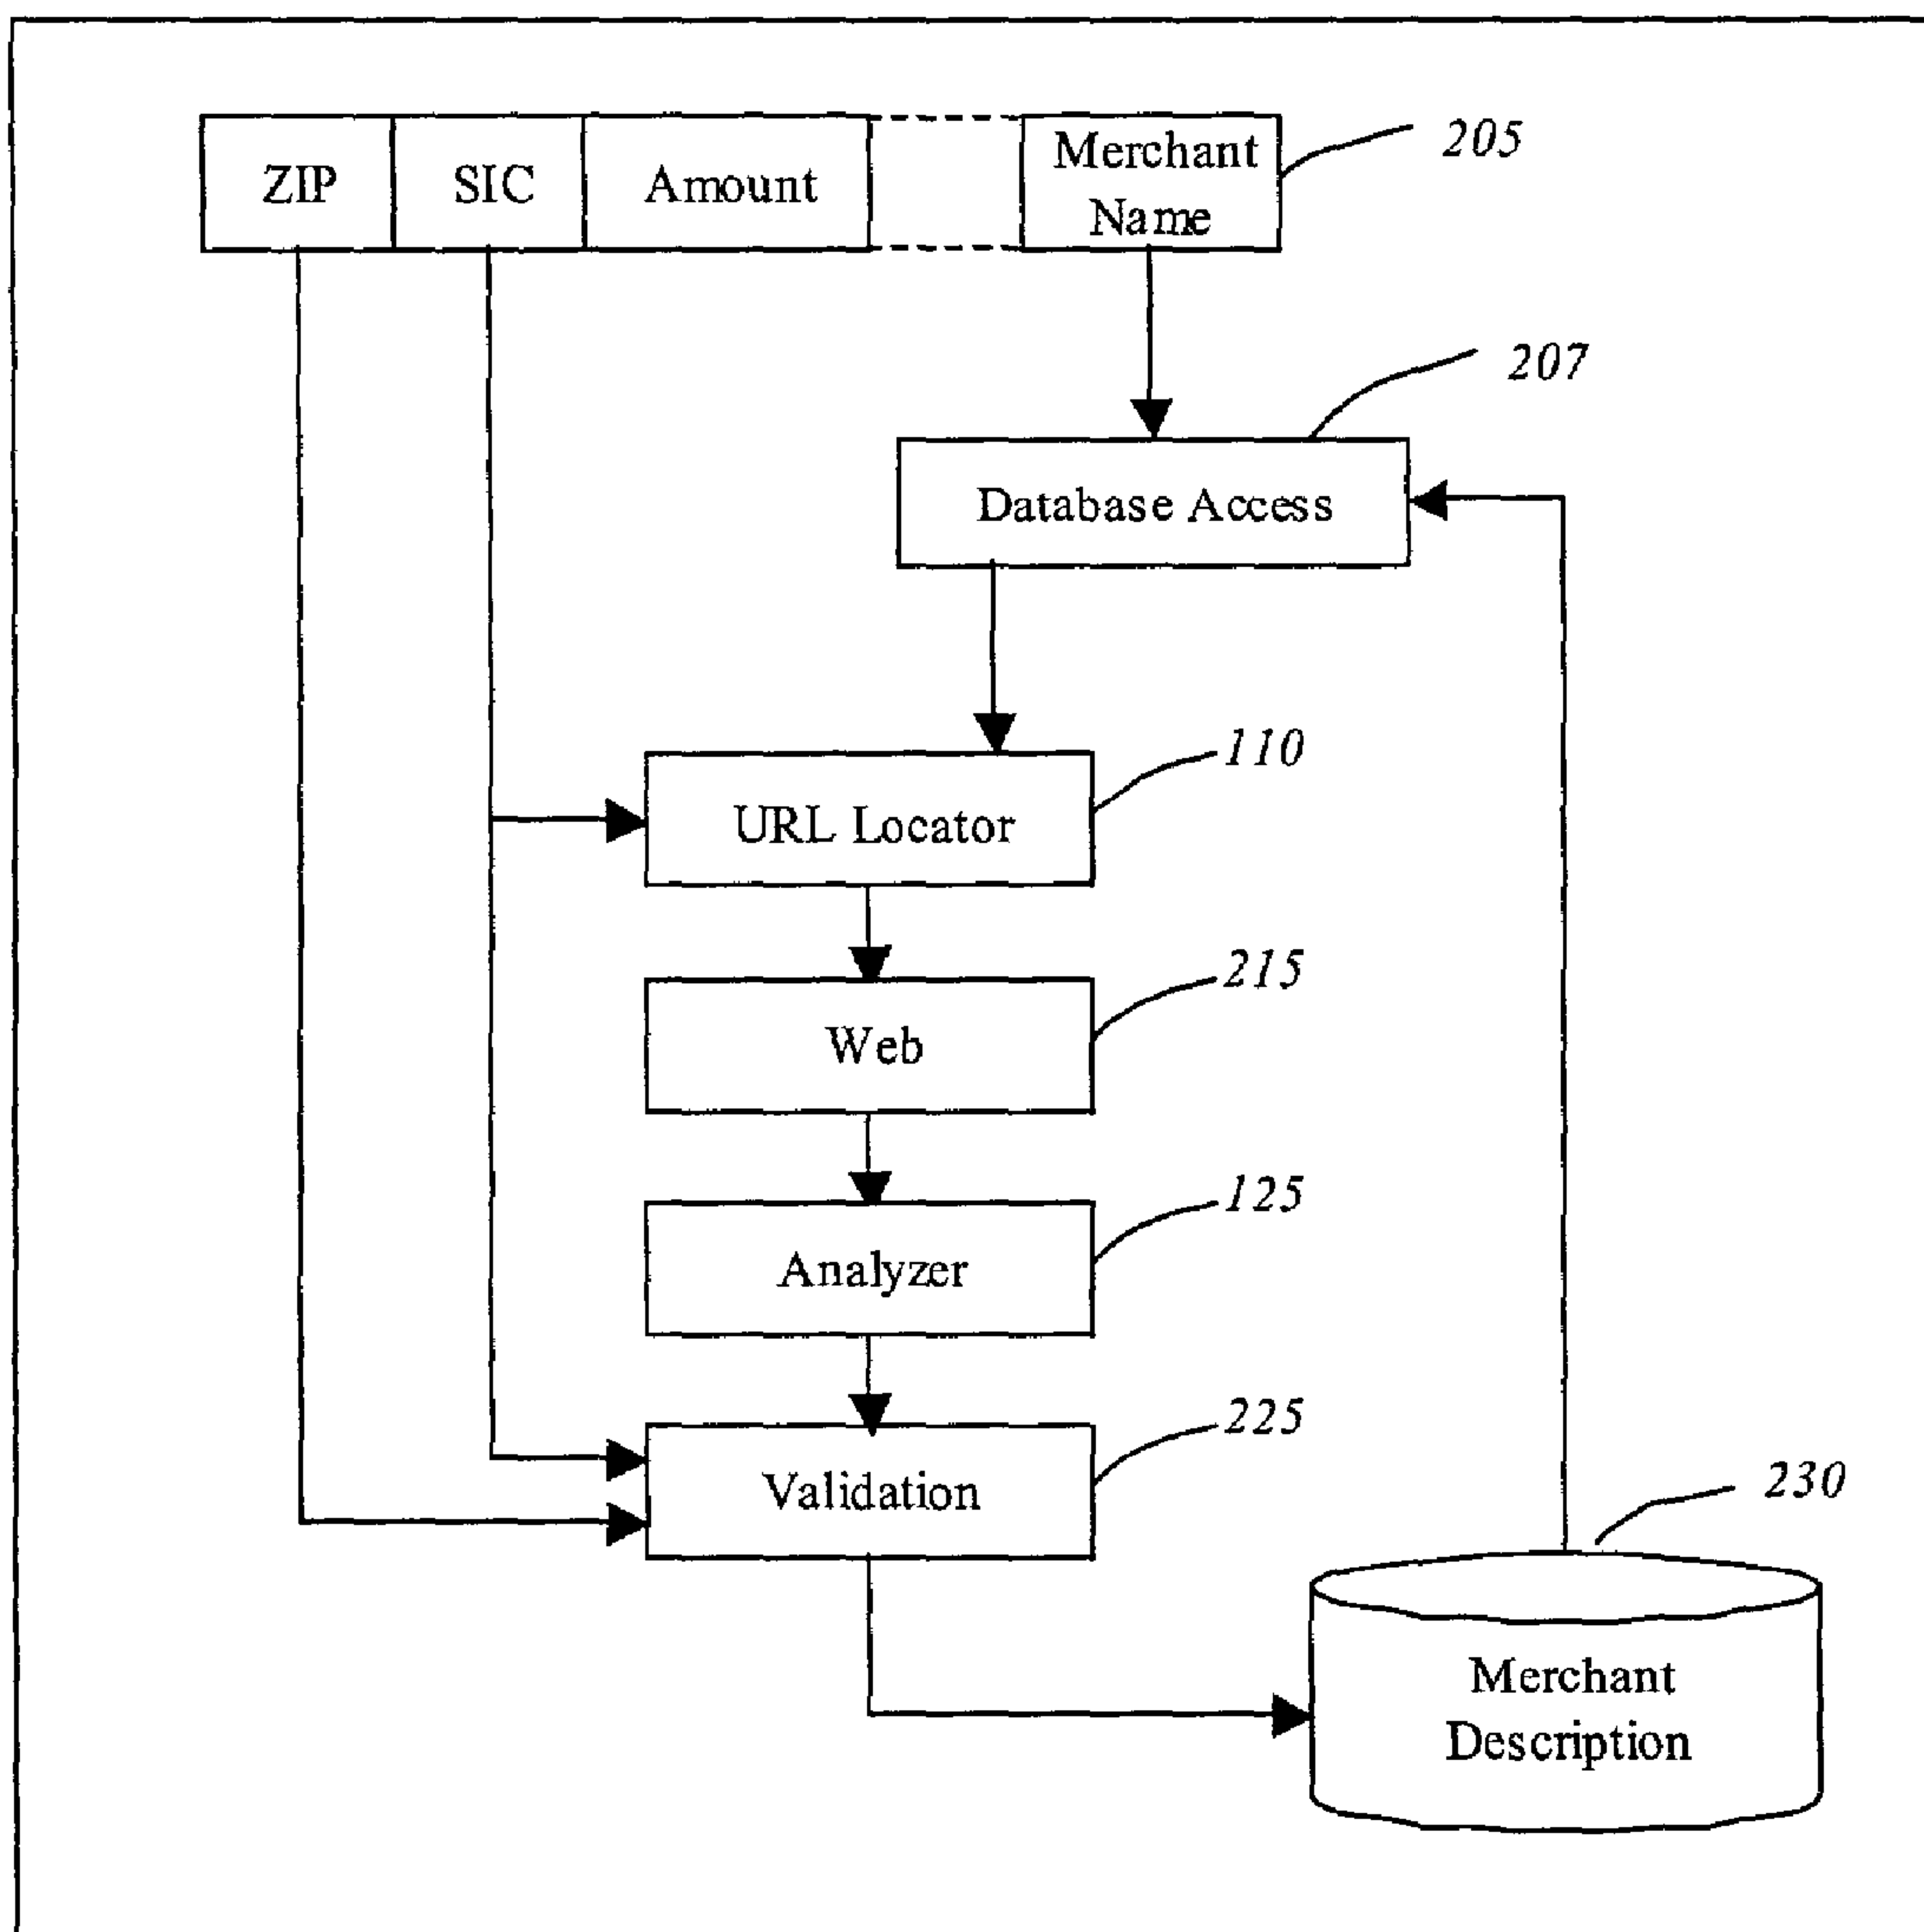 ZIP
SIC
Amount
Merchant
Name
205
207
Database Access
110
URL Locator
215
Web
125
Analyzer
225
Validation
230
Merchant
Description